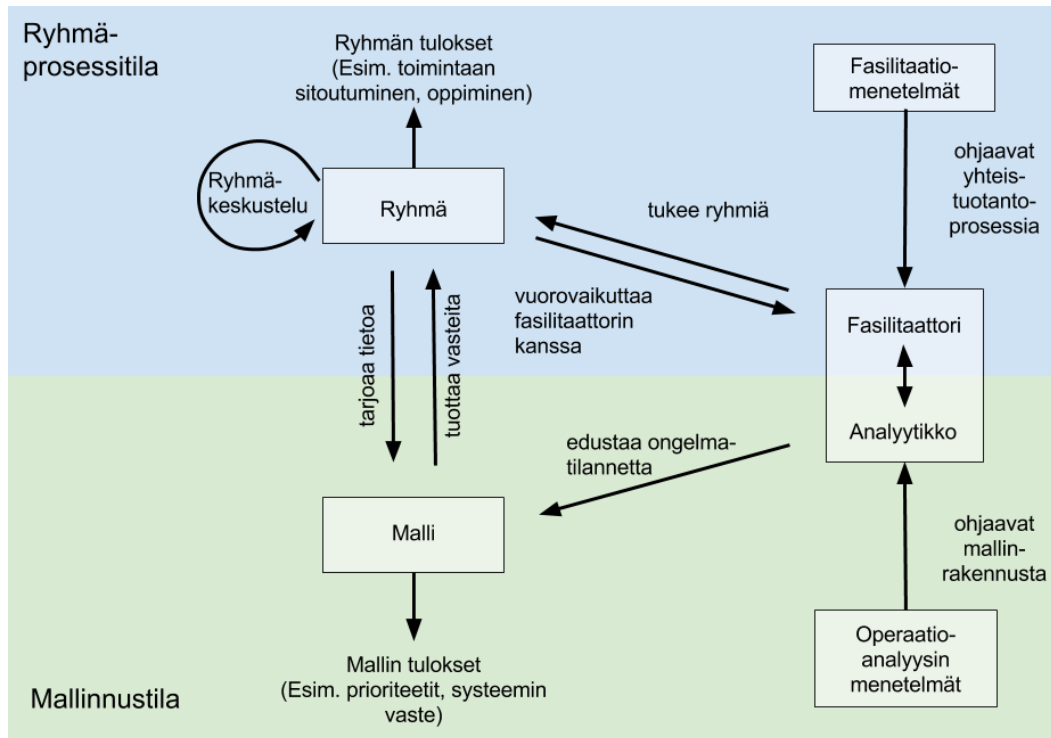 Ryhmä-
prosessitila
Ryhmän tulokset
(Esim. toimintaan
sitoutuminen, oppiminen)
Fasilitaatio-
menetelmät
Ryhmä-
keskustelu
Ryhmä
tukee ryhmiä
ohjaavat
yhteis-
tuotanto-
prosessia
vuorovaikuttaa
fasilitaattorin
kanssa
tarjoaa tietoa
tuottaa vasteita
Fasilitaattori
Analyytikko
edustaa ongelma-
tilannetta
Malli
ohjaavat
mallin-
rakennusta
Mallin tulokset
(Esim. prioriteetit, systeemin
vaste)
Operaatio-
analyysin
menetelmät
Mallinnustila